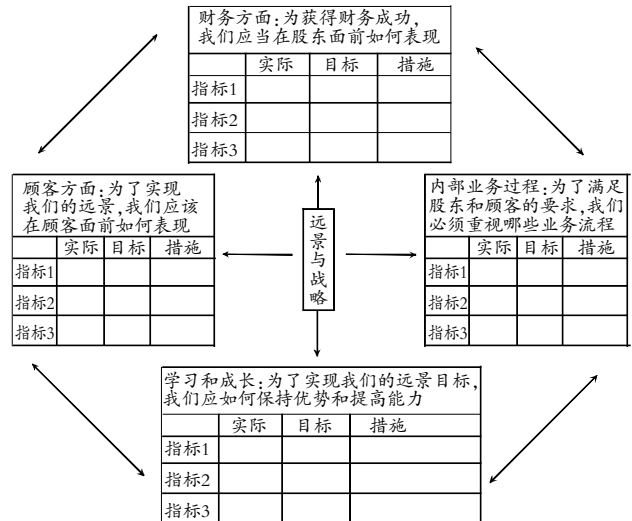 财务方面:为获得财务成功,
我们应当在股东面前如何表现
实际 目标 措施
指标1
指标2
指标3
顾客方面:为了实现
我们的远景,我们应该
在顾客面前如何表现
实际 目标 措施
指标1
指标2
指标3
远景与战略
内部业务过程:为了满足
股东和顾客的要求,我们
必须重视哪些业务流程
实际 目标 措施
指标1
指标2
指标3
学习和成长:为了实现我们的远景目标,
我们应如何保持优势和提高能力
实际 目标 措施
指标1
指标2
指标3